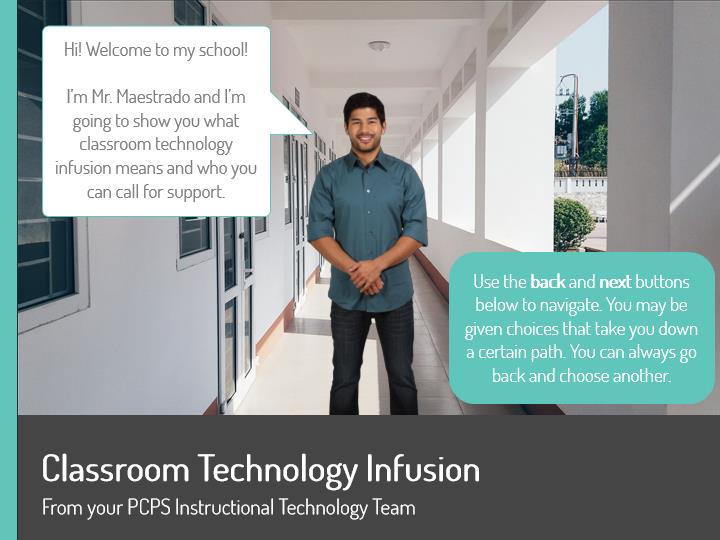 Hi! Welcome to my school!
I'm Mr. Maestrado and I'm
going to show you what
classroom technology
infusion means and who you
can call for support.
Use the back and next buttons
below to navigate. You may be
given choices that take you down
a certain path. You can always go
back and choose another.
Classroom Technology Infusion
From your PCPS Instructional Technology Team